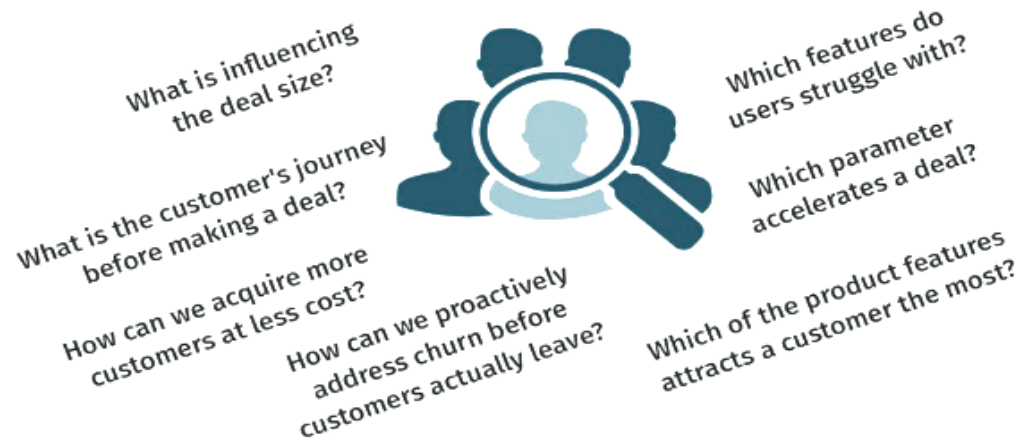 What is influencing
the deal size?
What is the customer's journey
before making a deal?
How can we acquire more
customers at less cost?
How can we proactively
address churn before
customers actually leave?
Which features do
users struggle with?
Which parameter
accelerates a deal?
Which of the product features
attracts a customer the most?